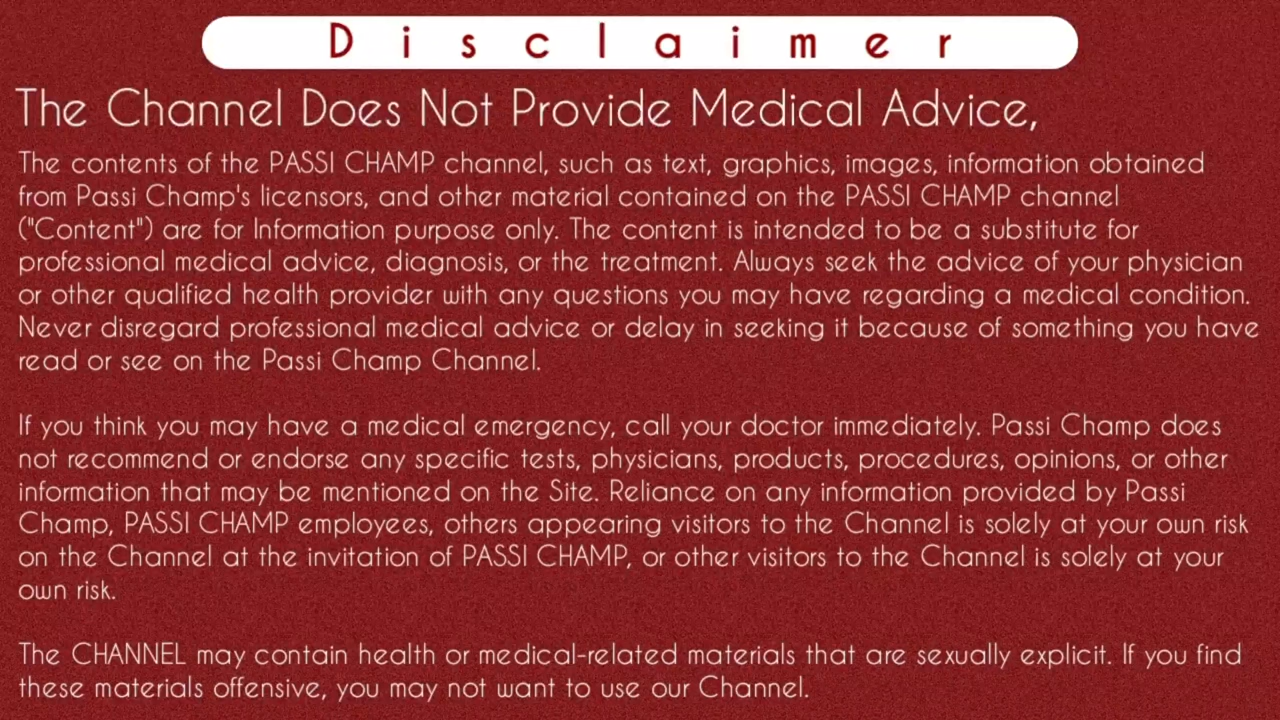 Disclaimer
The Channel Does Not Provide Medical Advice,
The contents of the PASSI CHAMP channel, such as text, graphics, images, information obtained
from Passi Champ's licensors, and other material contained on the PASSI CHAMP channel
("Content") are for Information purpose only. The content is intended to be a substitute for
professional medical advice, diagnosis, or the treatment. Always seek the advice of your physician
or other qualified health provider with any questions you may have regarding a medical condition.
Never disregard professional medical advice or delay in seeking it because of something you have
read or see on the Passi Champ Channel.
If you think you may have a medical emergency, call your doctor immediately. Passi Champ does
not recommend or endorse any specific tests, physicians, products, procedures, opinions, or other
information that may be mentioned on the Site. Reliance on any information provided by Passi
Champ, PASSI CHAMP employees, others appearing visitors to the Channel is solely at your own risk
on the Channel at the invitation of PASSI CHAMP, or other visitors to the Channel is solely at your
own risk.
The CHANNEL may contain health or medical-related materials that are sexually explicit. If you find
these materials offensive, you may not want to use our Channel.